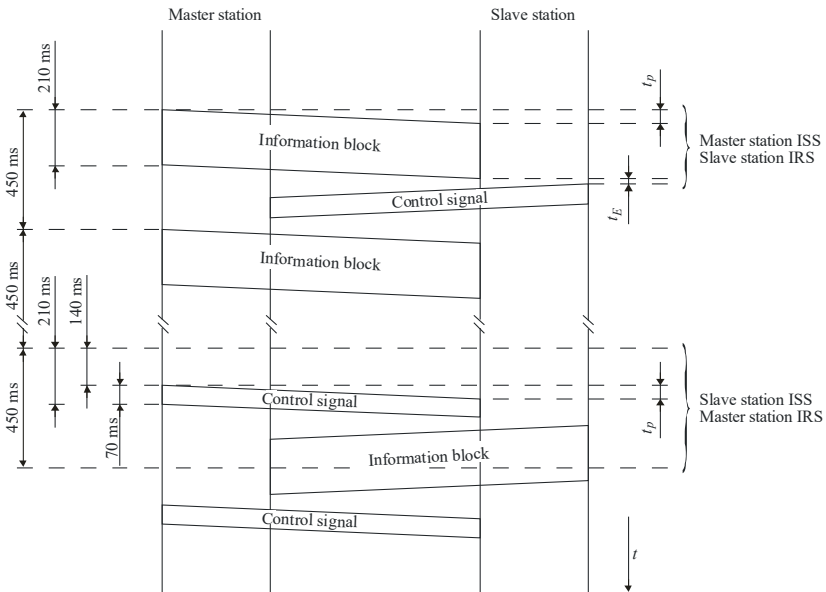 Master station
Slave station
210 ms
t_p
Information block
Master station ISS
Slave station IRS
450 ms
Control signal
t_E
Information block
450 ms
210 ms
140 ms
Control signal
Slave station ISS
Master station IRS
450 ms
70 ms
t_p
Information block
Control signal
t